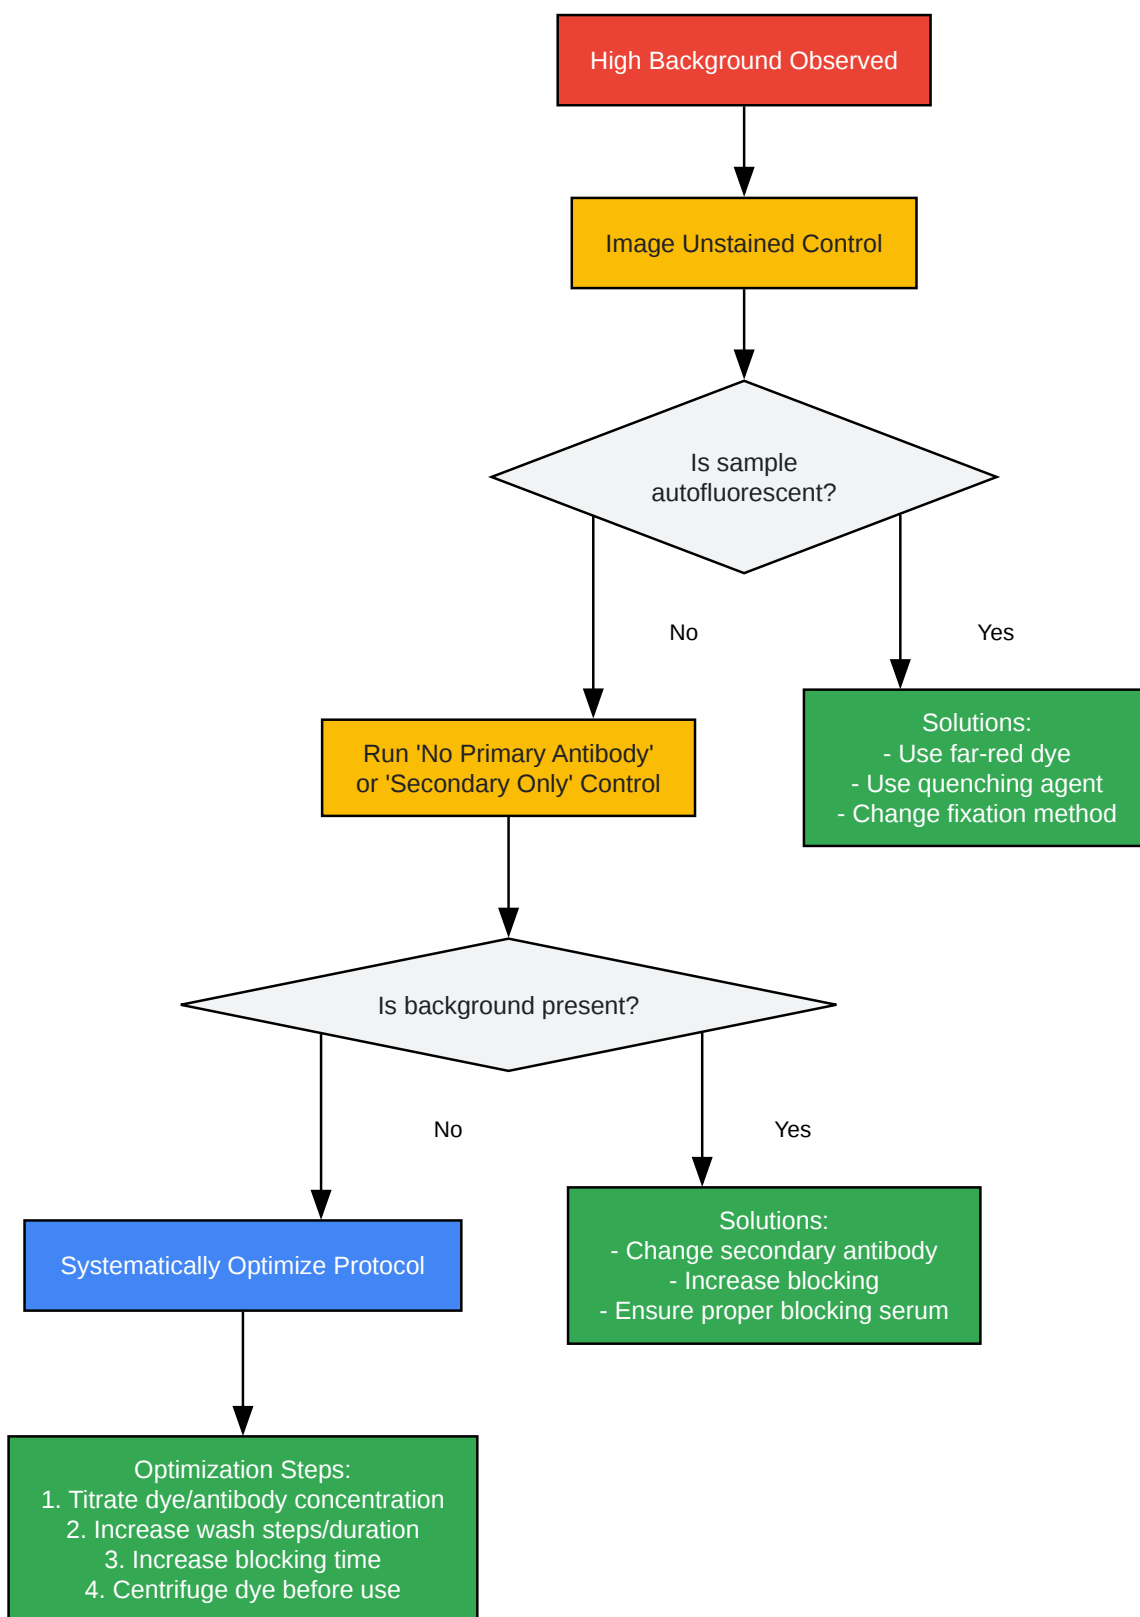 High Background Observed
Image Unstained Control
Is sample
autofluorescent?
No
Yes
Run 'No Primary Antibody'
or 'Secondary Only' Control
Solutions:
- Use far-red dye
- Use quenching agent
- Change fixation method
Is background present?
No
Yes
Systematically Optimize Protocol
Solutions:
- Change secondary antibody
- Increase blocking
- Ensure proper blocking serum
Optimization Steps:
1. Titrate dye/antibody concentration
2. Increase wash steps/duration
3. Increase blocking time
4. Centrifuge dye before use